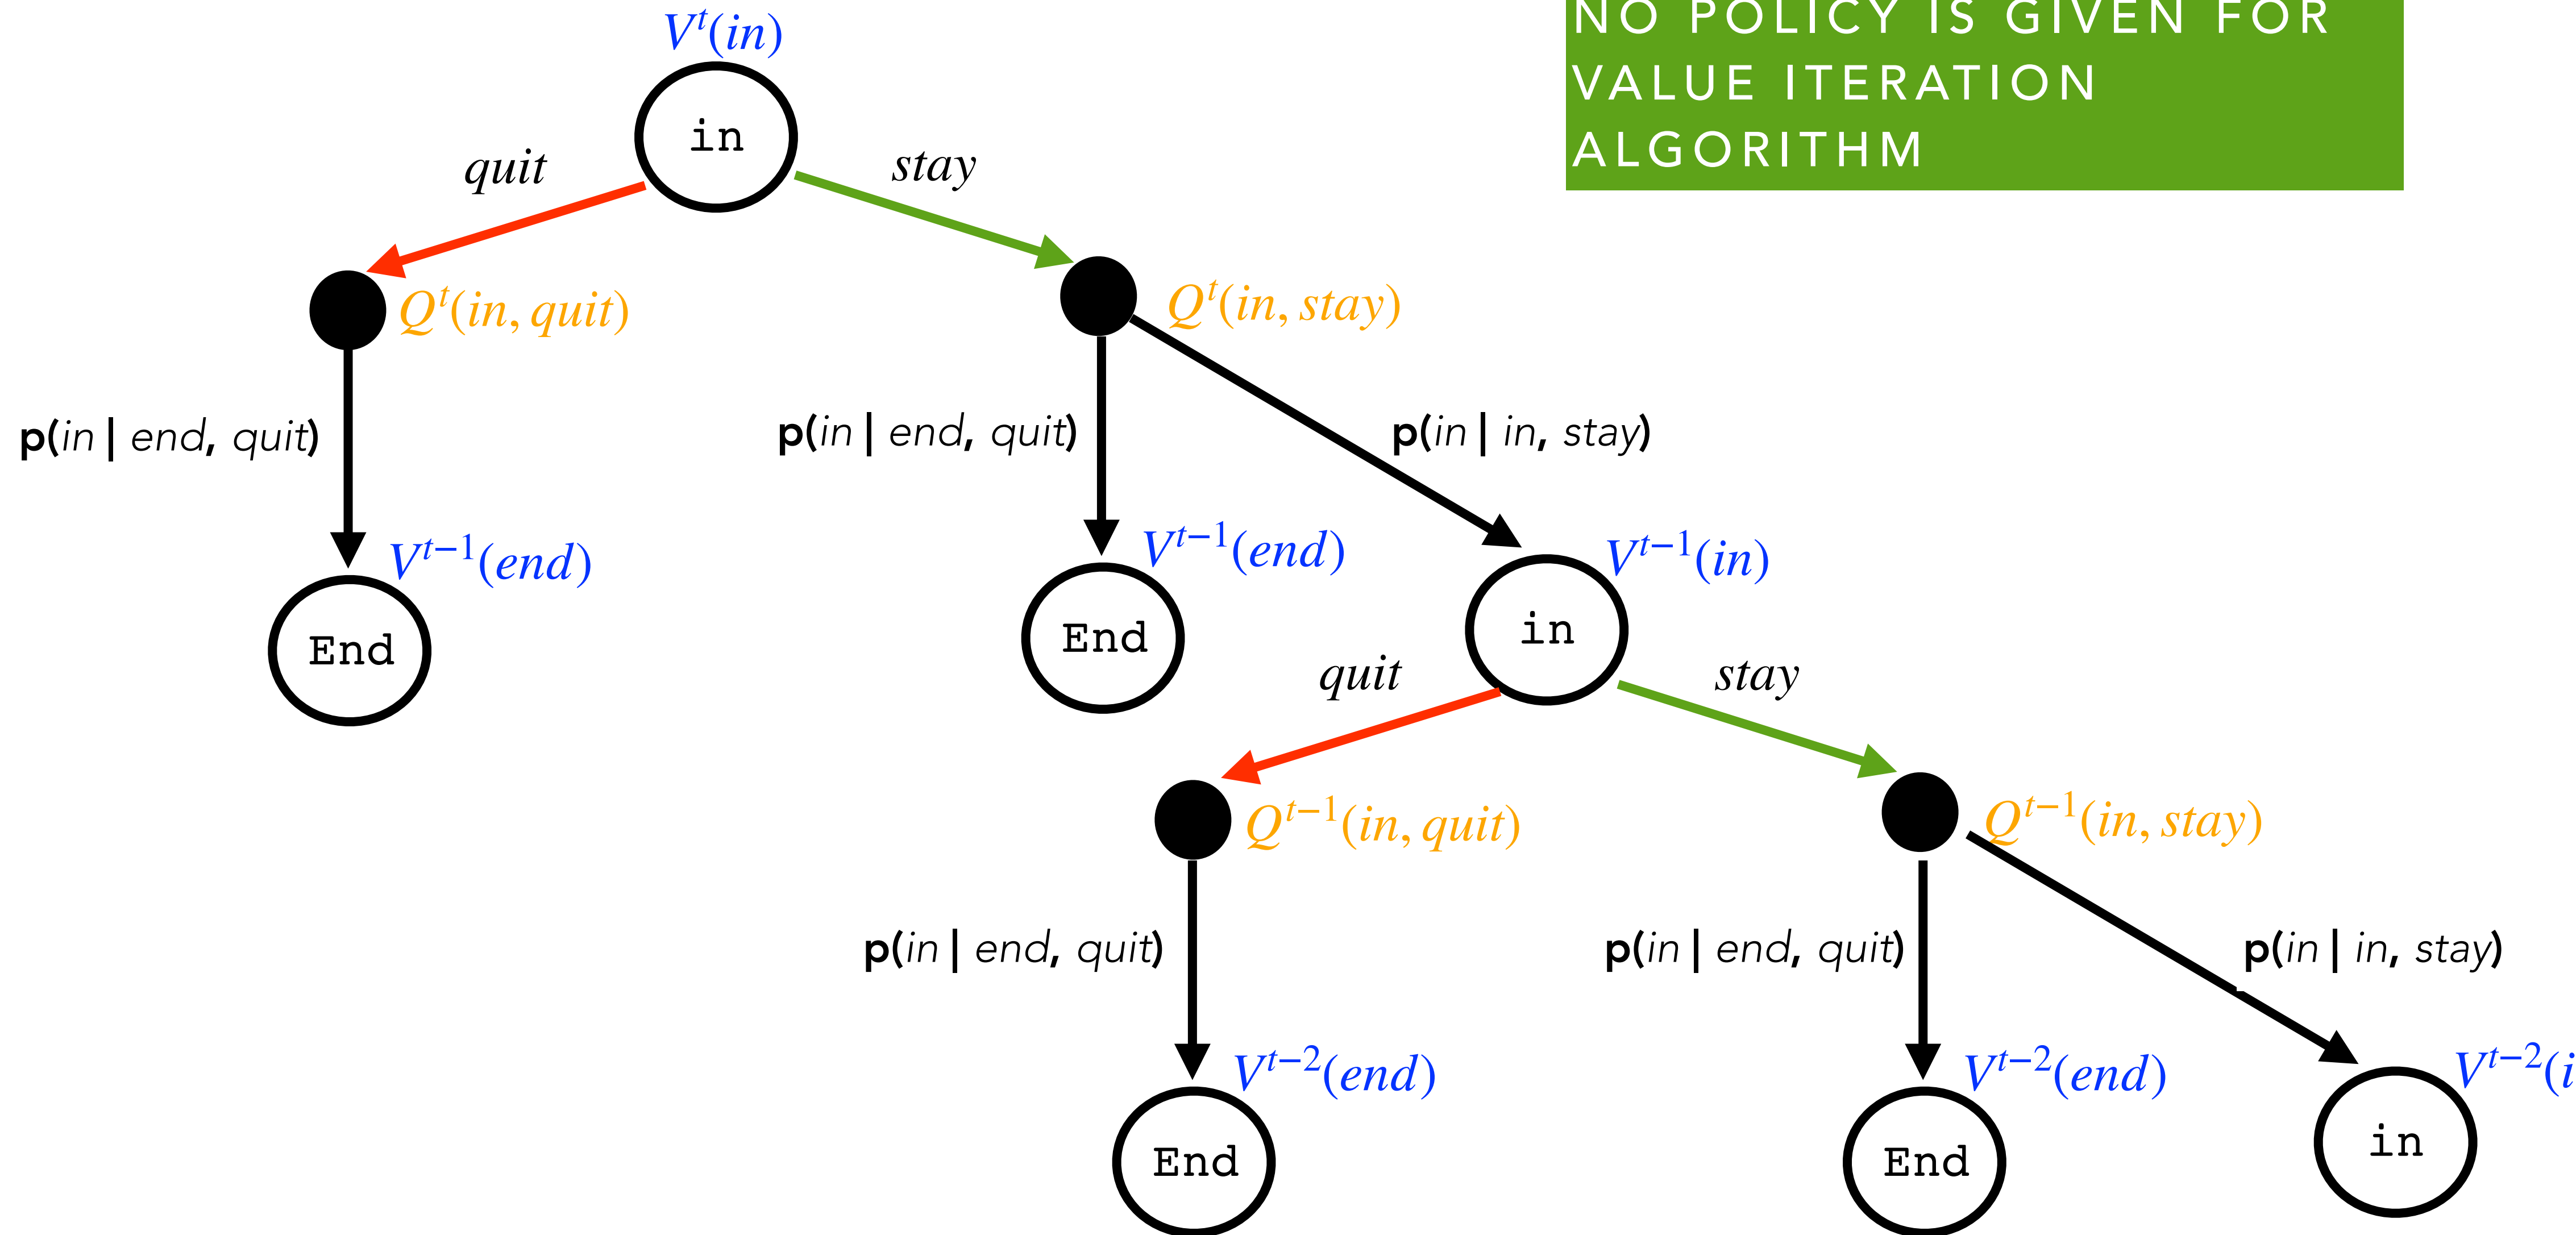 NO POLICY IS GIVEN FOR
VALUE ITERATION
ALGORITHM
V^t(in)
in
quit
stay
Q^t(in, quit)
Q^t(in, stay)
p(in | end, quit)
p(in | end, quit)
p(in | in, stay)
V^{t−1}(end)
V^{t−1}(end)
V^{t−1}(in)
End
End
in
quit
stay
Q^{t−1}(in, quit)
Q^{t−1}(in, stay)
p(in | end, quit)
p(in | end, quit)
p(in | in, stay)
V^{t−2}(end)
V^{t−2}(end)
V^{t−2}(i
End
End
in